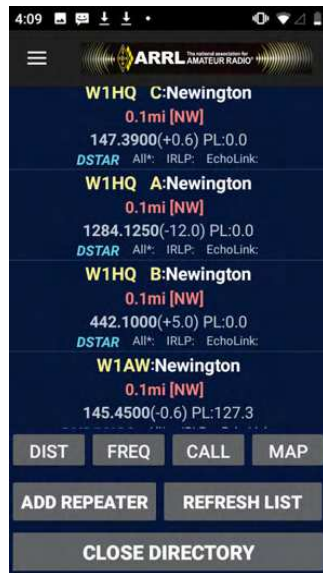 4:09
ARRL The national association for AMATEUR RADIO®
W1HQ C:Newington
0.1mi [NW]
147.3900(+0.6) PL:0.0
DSTAR All*: IRLP: EchoLink:
W1HQ A:Newington
0.1mi [NW]
1284.1250(-12.0) PL:0.0
DSTAR All*: IRLP: EchoLink:
W1HQ B:Newington
0.1mi [NW]
442.1000(+5.0) PL:0.0
DSTAR All*: IRLP: EchoLink:
W1AW:Newington
0.1mi [NW]
145.4500(-0.6) PL:127.3
DIST FREQ CALL MAP
ADD REPEATER REFRESH LIST
CLOSE DIRECTORY